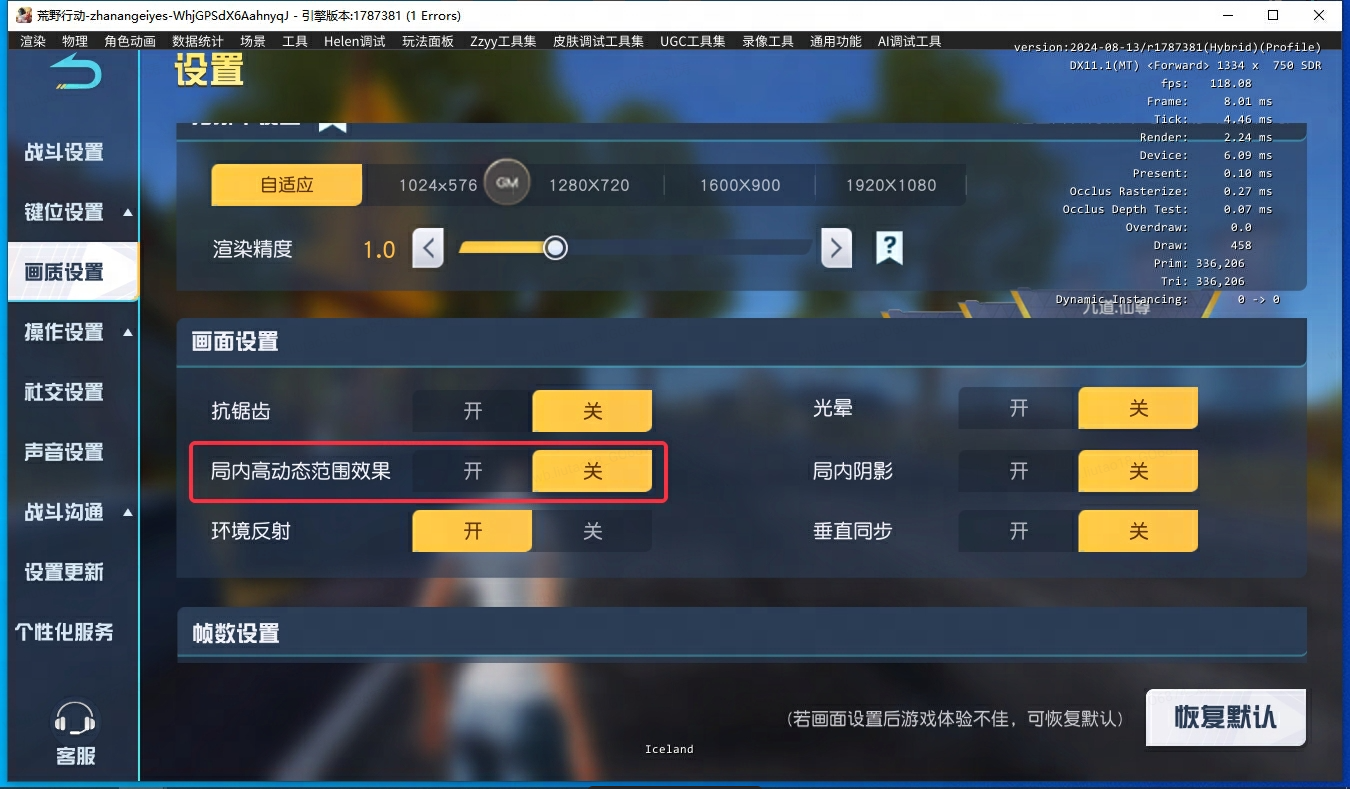 荒野行动-zhanangeiyes-WhjGPSdX6AahnyqJ - 引擎版本:1787381 (1 Errors)
渲染 物理 角色动画 数据统计 场景 工具 Helen调试 玩法面板 Zzyy工具集 皮肤调试工具集 UGC工具集 录像工具 通用功能 AI调试工具
version:2024-08-13/r1787381(Hybrid)(Profile)
DX11.1(MT) <Forward> 1334 x 750 SDR
fps: 118.08
Frame: 8.01 ms
Tick: 4.46 ms
Render: 2.24 ms
Device: 6.09 ms
Present: 0.10 ms
Occlus Rasterize: 0.27 ms
Occlus Depth Test: 0.07 ms
Overdraw: 0.0
Draw: 458
Prim: 336,206
Tri: 336,206
Dynamic Instancing: 0 -> 0
设置
战斗设置
键位设置
画质设置
操作设置
社交设置
声音设置
战斗沟通
设置更新
个性化服务
客服
自适应 1024x576 GM 1280X720 1600X900 1920X1080
渲染精度 1.0 ?
九道.仙尊
画面设置
抗锯齿 开 关 光晕 开 关
局内高动态范围效果 开 关 局内阴影 开 关
环境反射 开 关 垂直同步 开 关
帧数设置
(若画面设置后游戏体验不佳，可恢复默认) 恢复默认
Iceland